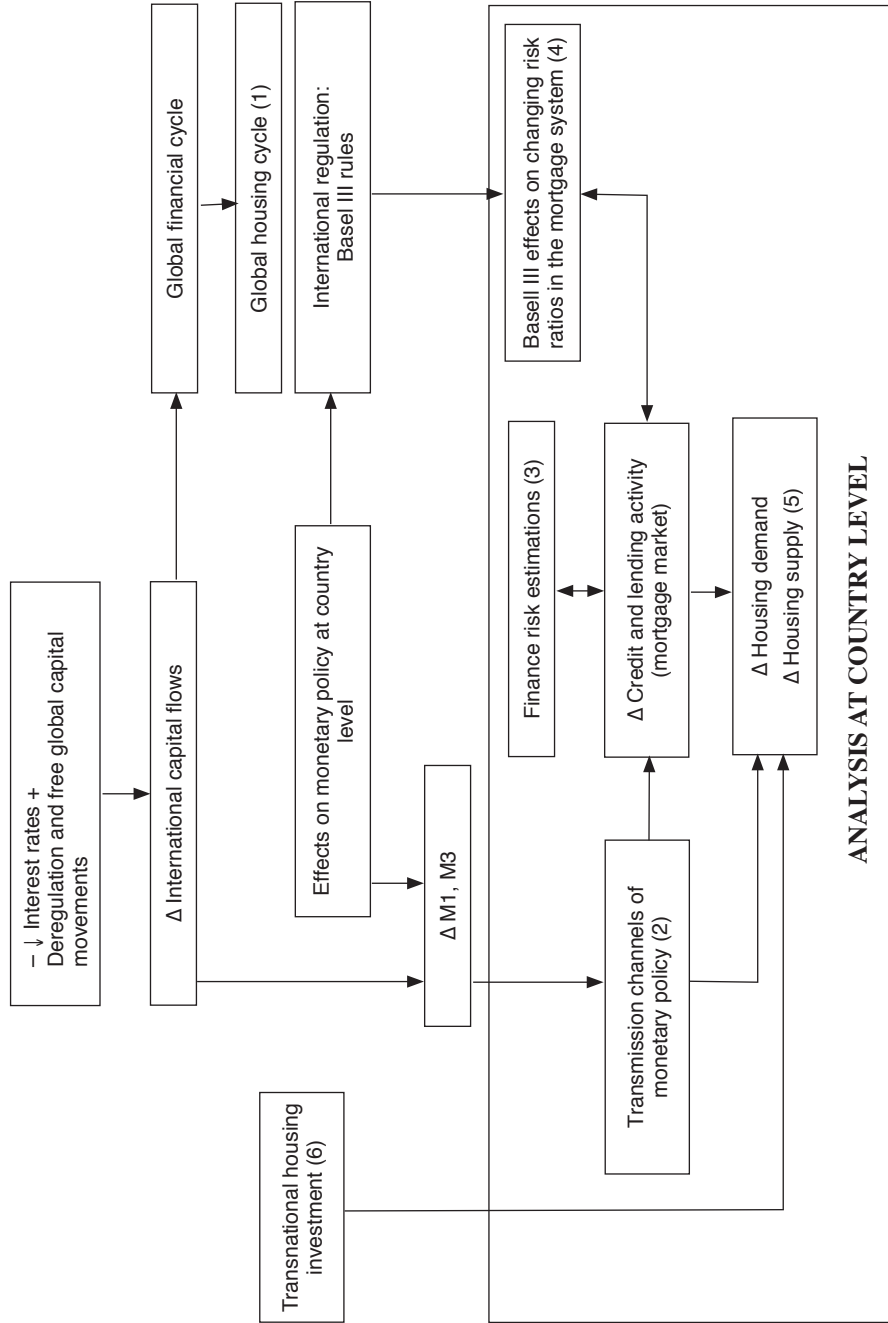 – ↓ Interest rates +
Deregulation and free global capital
movements
Δ International capital flows
Global financial cycle
Global housing cycle (1)
Transnational housing
investment (6)
Effects on monetary policy at country
level
International regulation:
Basel III rules
Δ M1, M3
Finance risk estimations (3)
Basell III effects on changing risk
ratios in the mortgage system (4)
Transmission channels of
monetary policy (2)
Δ Credit and lending activity
(mortgage market)
Δ Housing demand
Δ Housing supply (5)
ANALYSIS AT COUNTRY LEVEL